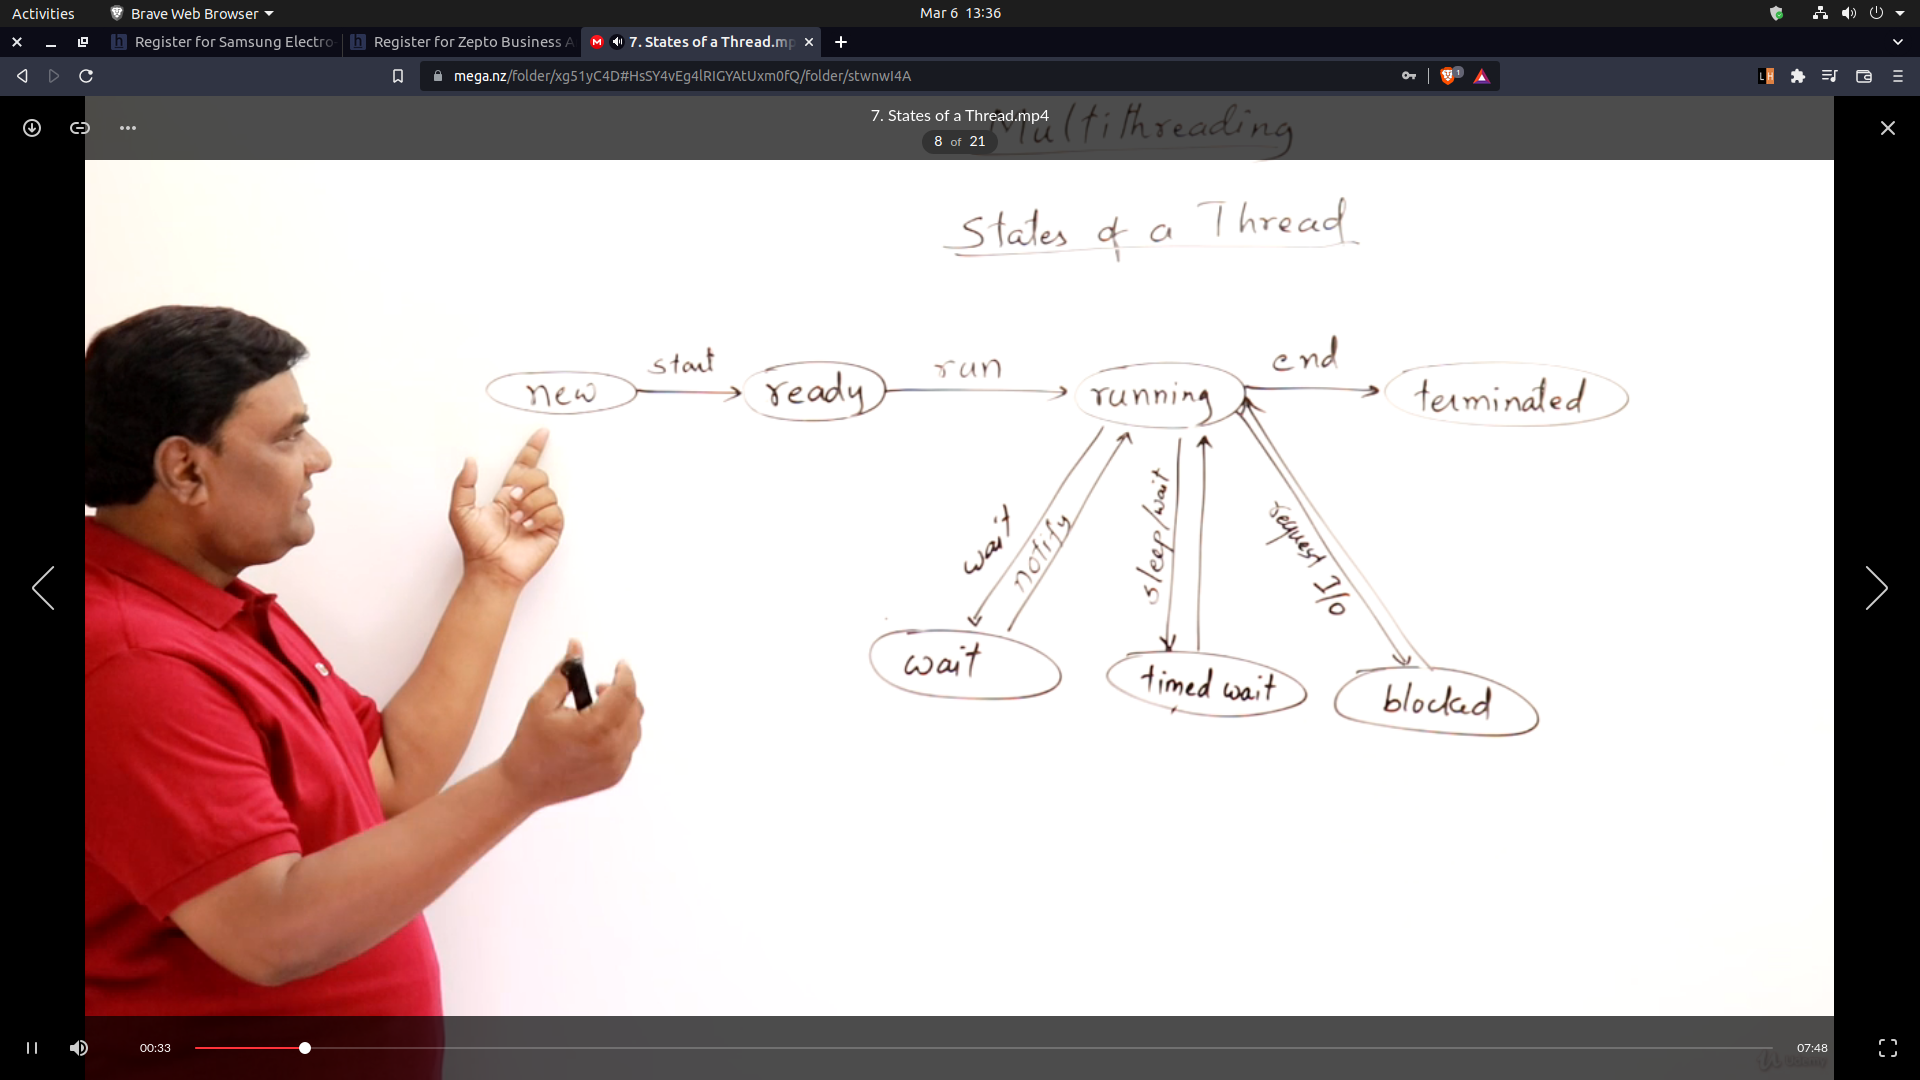 Activities
Brave Web Browser
Mar 6 13:36
Register for Samsung Electro
Register for Zepto Business A
7. States of a Thread.mp
mega.nz/folder/xg51yC4D#HsSY4vEg4lRIGYAtUxm0fQ/folder/stwnwI4A
1
LH
7. States of a Thread.mp4
8 of 21
Multithreading
States of a Thread
new
start
ready
run
running
end
terminated
wait
notify
sleep/wait
request I/O
wait
timed wait
blocked
00:33
07:48